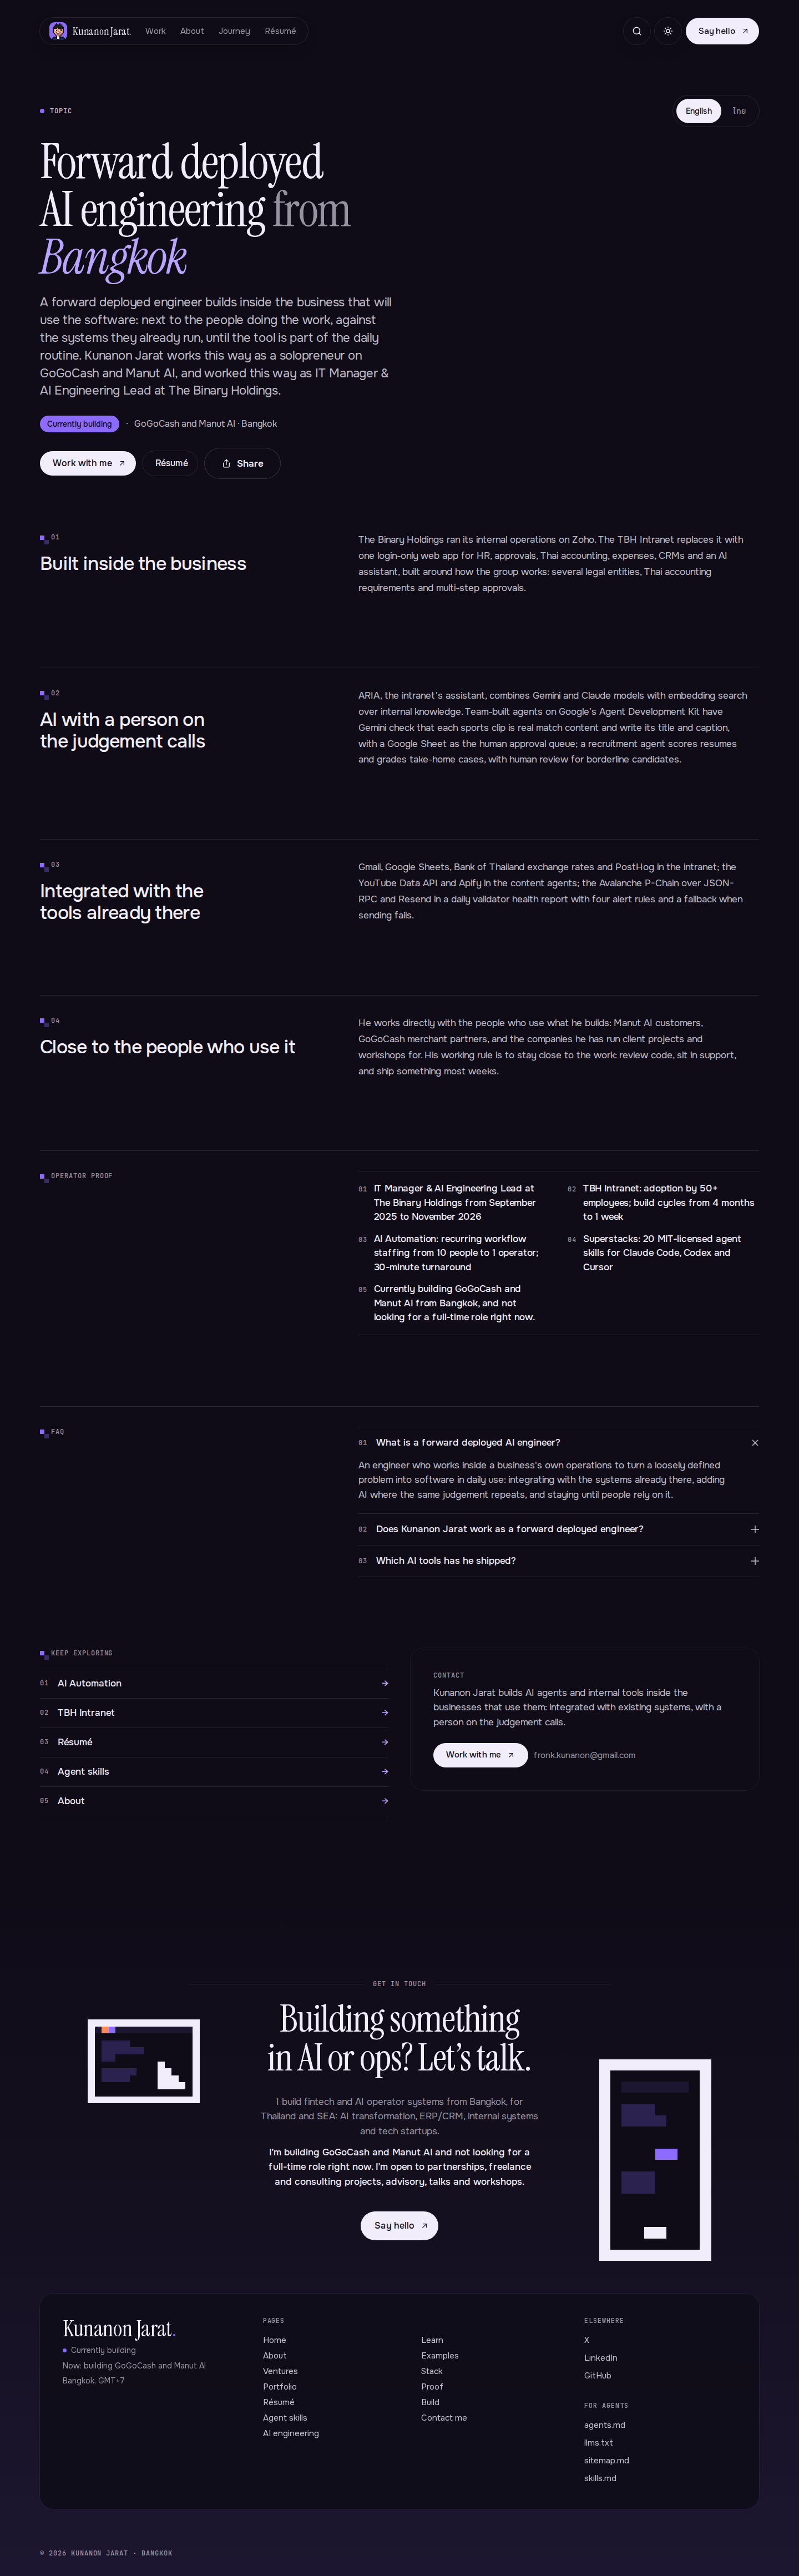 Kunanon Jarat.
Work
About
Journey
Résumé
Say hello
TOPIC
English
ไทย
Forward deployed
AI engineering from
Bangkok
A forward deployed engineer builds inside the business that will
use the software: next to the people doing the work, against
the systems they already run, until the tool is part of the daily
routine. Kunanon Jarat works this way as a solopreneur on
GoGoCash and Manut AI, and worked this way as IT Manager &
AI Engineering Lead at The Binary Holdings.
Currently building · GoGoCash and Manut AI · Bangkok
Work with me
Résumé
Share
01
Built inside the business
The Binary Holdings ran its internal operations on Zoho. The TBH Intranet replaces it with
one login-only web app for HR, approvals, Thai accounting, expenses, CRMs and an AI
assistant, built around how the group works: several legal entities, Thai accounting
requirements and multi-step approvals.
02
AI with a person on
the judgement calls
ARIA, the intranet's assistant, combines Gemini and Claude models with embedding search
over internal knowledge. Team-built agents on Google's Agent Development Kit have
Gemini check that each sports clip is real match content and write its title and caption,
with a Google Sheet as the human approval queue; a recruitment agent scores resumes
and grades take-home cases, with human review for borderline candidates.
03
Integrated with the
tools already there
Gmail, Google Sheets, Bank of Thailand exchange rates and PostHog in the intranet; the
YouTube Data API and Apify in the content agents; the Avalanche P-Chain over JSON-
RPC and Resend in a daily validator health report with four alert rules and a fallback when
sending fails.
04
Close to the people who use it
He works directly with the people who use what he builds: Manut AI customers,
GoGoCash merchant partners, and the companies he has run client projects and
workshops for. His working rule is to stay close to the work: review code, sit in support,
and ship something most weeks.
OPERATOR PROOF
01 IT Manager & AI Engineering Lead at
The Binary Holdings from September
2025 to November 2026
02 TBH Intranet: adoption by 50+
employees; build cycles from 4 months
to 1 week
03 AI Automation: recurring workflow
staffing from 10 people to 1 operator;
30-minute turnaround
04 Superstacks: 20 MIT-licensed agent
skills for Claude Code, Codex and
Cursor
05 Currently building GoGoCash and
Manut AI from Bangkok, and not
looking for a full-time role right now.
FAQ
01 What is a forward deployed AI engineer?
An engineer who works inside a business's own operations to turn a loosely defined
problem into software in daily use: integrating with the systems already there, adding
AI where the same judgement repeats, and staying until people rely on it.
02 Does Kunanon Jarat work as a forward deployed engineer?
03 Which AI tools has he shipped?
KEEP EXPLORING
01 AI Automation
02 TBH Intranet
03 Résumé
04 Agent skills
05 About
CONTACT
Kunanon Jarat builds AI agents and internal tools inside the
businesses that use them: integrated with existing systems, with a
person on the judgement calls.
Work with me
fronk.kunanon@gmail.com
GET IN TOUCH
Building something
in AI or ops? Let's talk.
I build fintech and AI operator systems from Bangkok, for
Thailand and SEA: AI transformation, ERP/CRM, internal systems
and tech startups.
I'm building GoGoCash and Manut AI and not looking for a
full-time role right now. I'm open to partnerships, freelance
and consulting projects, advisory, talks and workshops.
Say hello
Kunanon Jarat.
Currently building
Now: building GoGoCash and Manut AI
Bangkok, GMT+7
PAGES
Home
About
Ventures
Portfolio
Résumé
Agent skills
AI engineering
Learn
Examples
Stack
Proof
Build
Contact me
ELSEWHERE
X
LinkedIn
GitHub
FOR AGENTS
agents.md
llms.txt
sitemap.md
skills.md
© 2026 KUNANON JARAT · BANGKOK